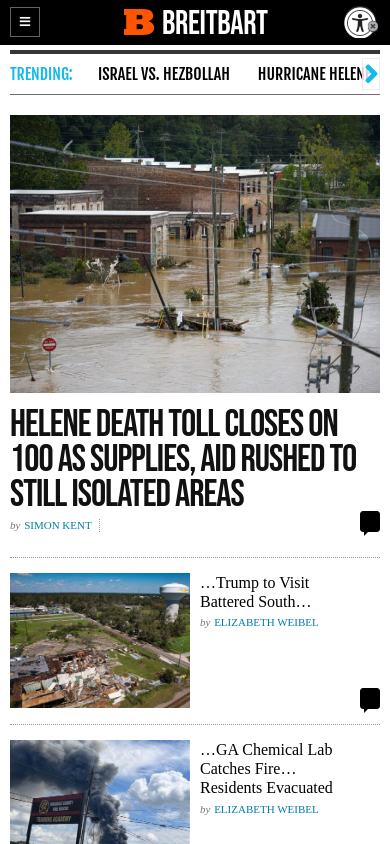 BREITBART
TRENDING:
ISRAEL VS. HEZBOLLAH
HURRICANE HELEN
HELENE DEATH TOLL CLOSES ON
100 AS SUPPLIES, AID RUSHED TO
STILL ISOLATED AREAS
by SIMON KENT
…Trump to Visit
Battered South…
by ELIZABETH WEIBEL
…GA Chemical Lab
Catches Fire…
Residents Evacuated
by ELIZABETH WEIBEL
TRAINING ACADEMY